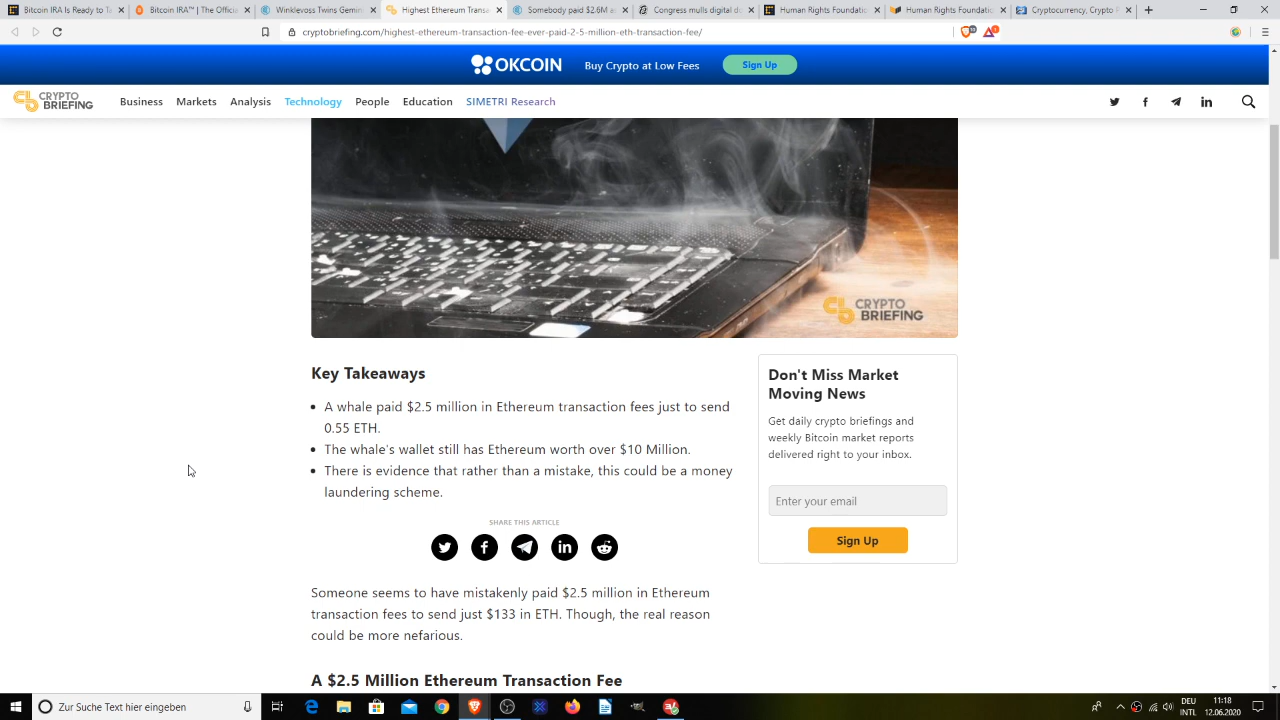 Bitcoin IRA is Ready to Ta
Bitcoin IRA™ | The Officia
Winklevoss Twins Gemin
Highest Ethereum Transa
Somebody paid $2.6M a
Congress mulls digital do
Human Rights Foundation
Human Rights Foundation
Cryptocurrency, Crypto P
cryptobriefing.com/highest-ethereum-transaction-fee-ever-paid-2-5-million-eth-transaction-fee/
OKCOIN Buy Crypto at Low Fees Sign Up
CRYPTO
BRIEFING
Business Markets Analysis Technology People Education SIMETRI Research
CRYPTO
BRIEFING
Key Takeaways
A whale paid $2.5 million in Ethereum transaction fees just to send
0.55 ETH.
The whale's wallet still has Ethereum worth over $10 Million.
There is evidence that rather than a mistake, this could be a money
laundering scheme.
SHARE THIS ARTICLE
Someone seems to have mistakenly paid $2.5 million in Ethereum
transaction fees to send just $133 in ETH. Though, the real reason
could be more nefarious.
A $2.5 Million Ethereum Transaction Fee
Don't Miss Market
Moving News
Get daily crypto briefings and
weekly Bitcoin market reports
delivered right to your inbox.
Enter your email
Sign Up
Zur Suche Text hier eingeben
DEU
INTL
11:18
12.06.2020